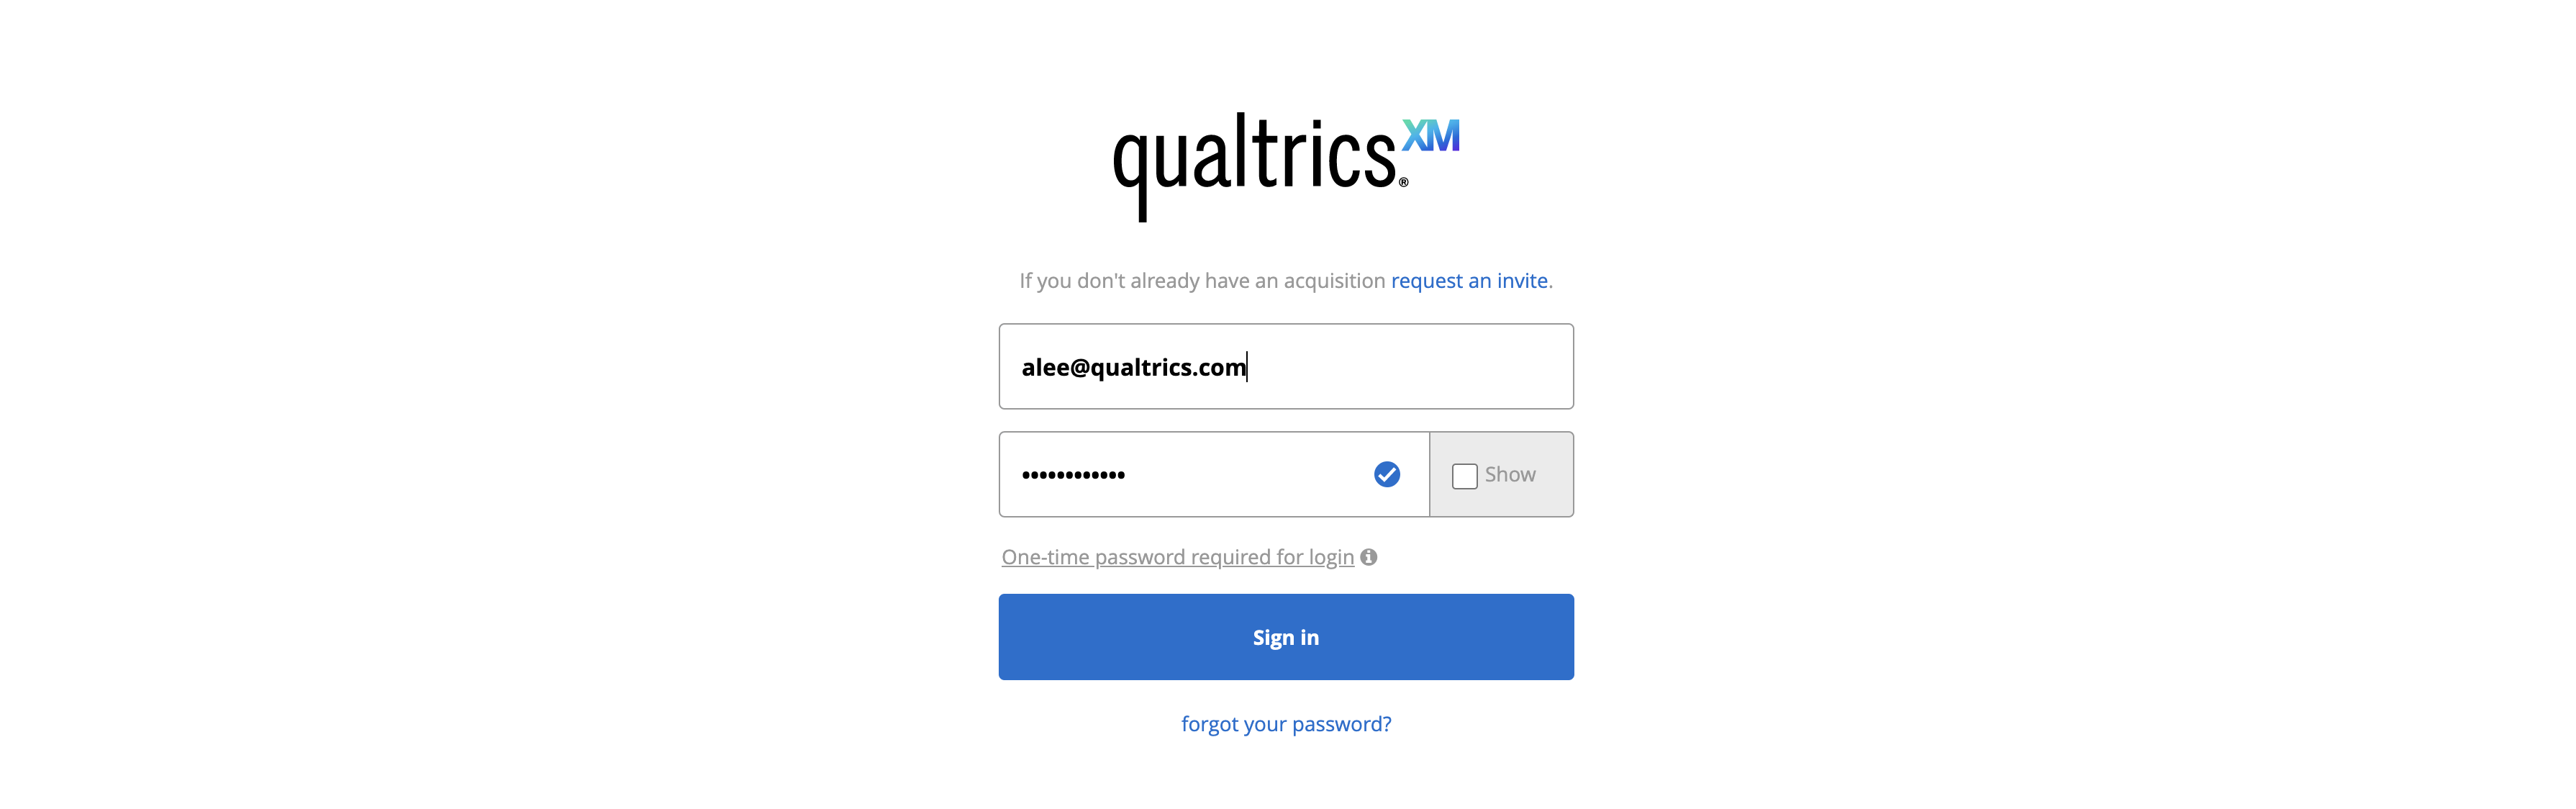 qualtrics.XM ®
If you don't already have an acquisition request an invite.
alee@qualtrics.com
••••••••••••
Show
One-time password required for login
Sign in
forgot your password?